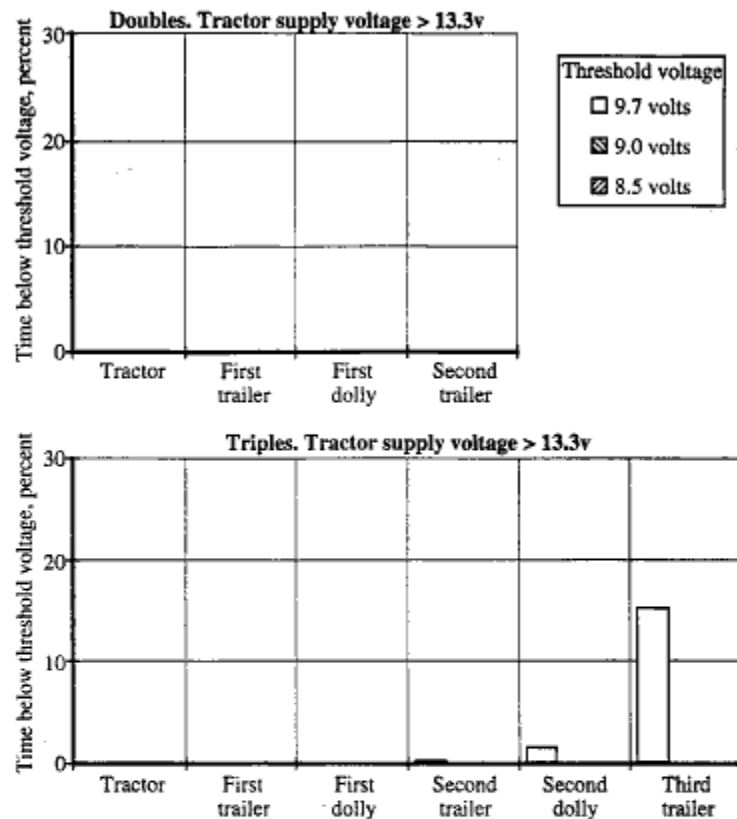 Doubles. Tractor supply voltage > 13.3v
Time below threshold voltage, percent
30
20
10
0
Tractor
First
trailer
First
dolly
Second
trailer
Threshold voltage
9.7 volts
9.0 volts
8.5 volts
Triples. Tractor supply voltage > 13.3v
Time below threshold voltage, percent
30
20
10
0
Tractor
First
trailer
First
dolly
Second
trailer
Second
dolly
Third
trailer